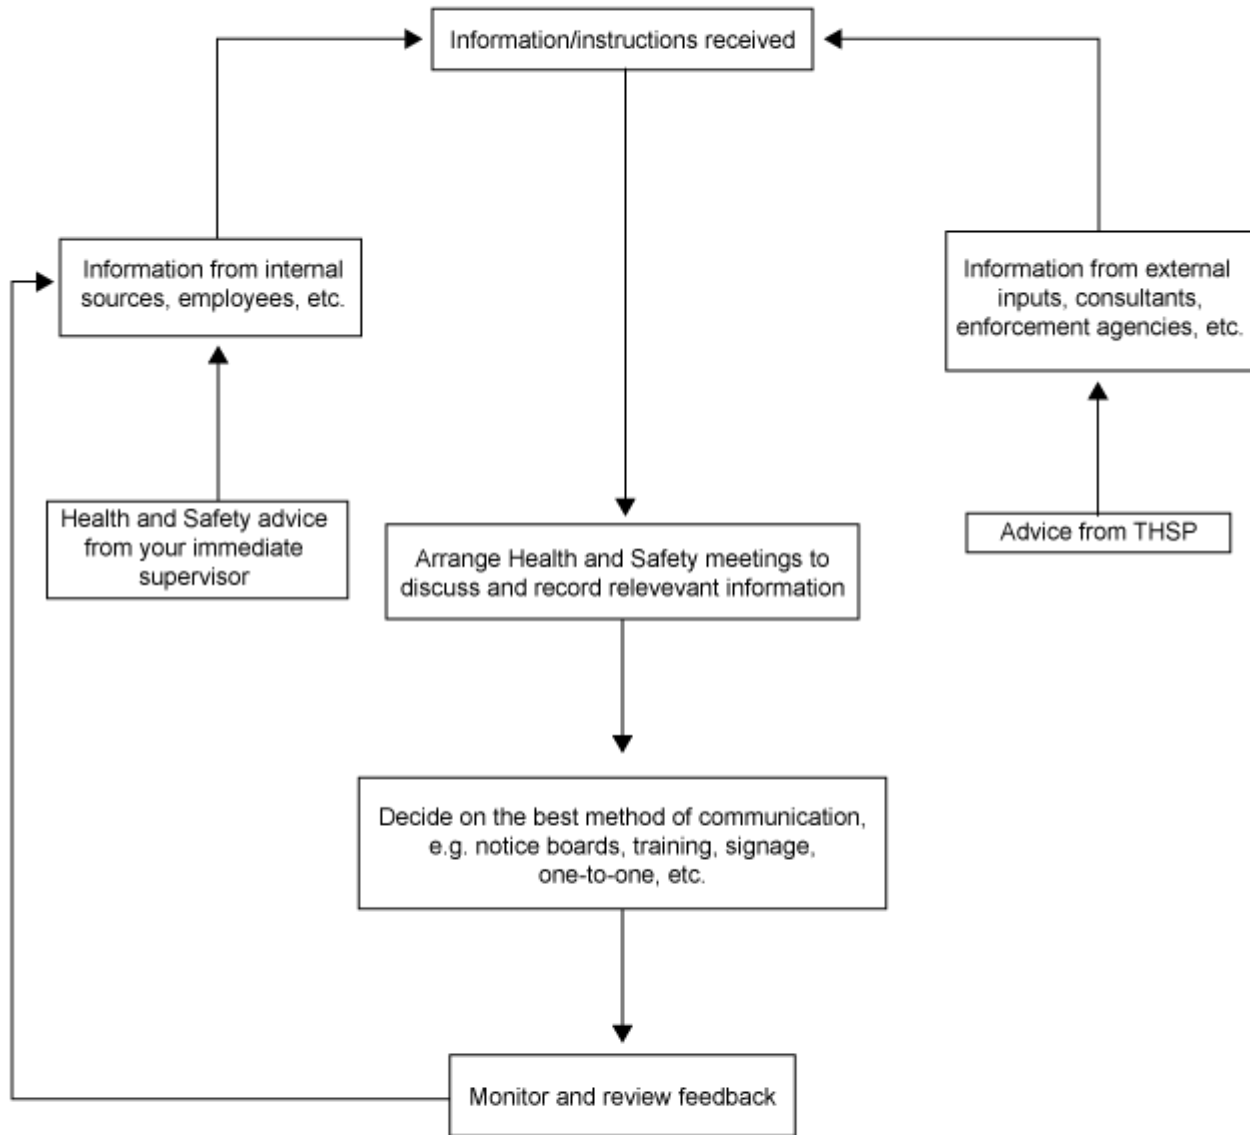 Information/instructions received
Information from internal
sources, employees, etc.
Information from external
inputs, consultants,
enforcement agencies, etc.
Health and Safety advice
from your immediate
supervisor
Advice from THSP
Arrange Health and Safety meetings to
discuss and record relevevant information
Decide on the best method of communication,
e.g. notice boards, training, signage,
one-to-one, etc.
Monitor and review feedback